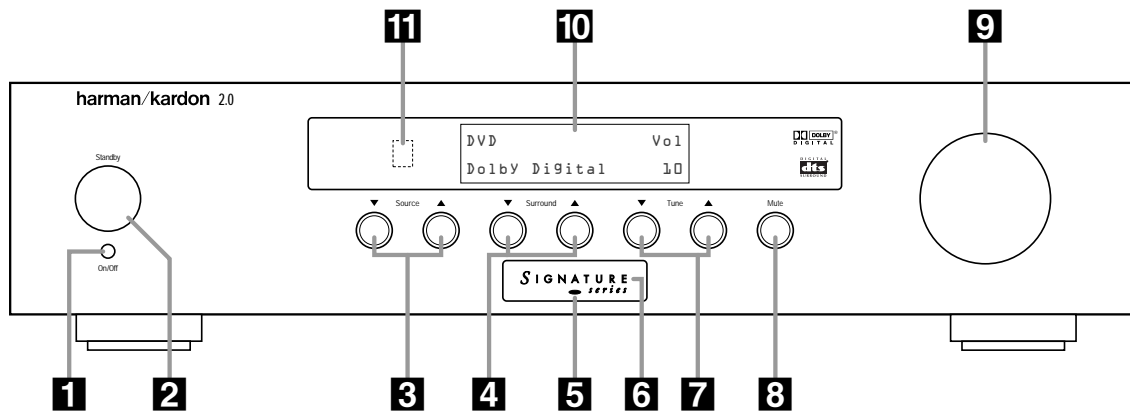 11 10 9
harman/kardon 2.0
DVD Vol
Dolby Digital 10
DOLBY
DIGITAL
DIGITAL
dts
SURROUND
Standby
Source Surround Tune Mute
On/Off
SIGNATURE
series
1 2 3 4 5 6 7 8